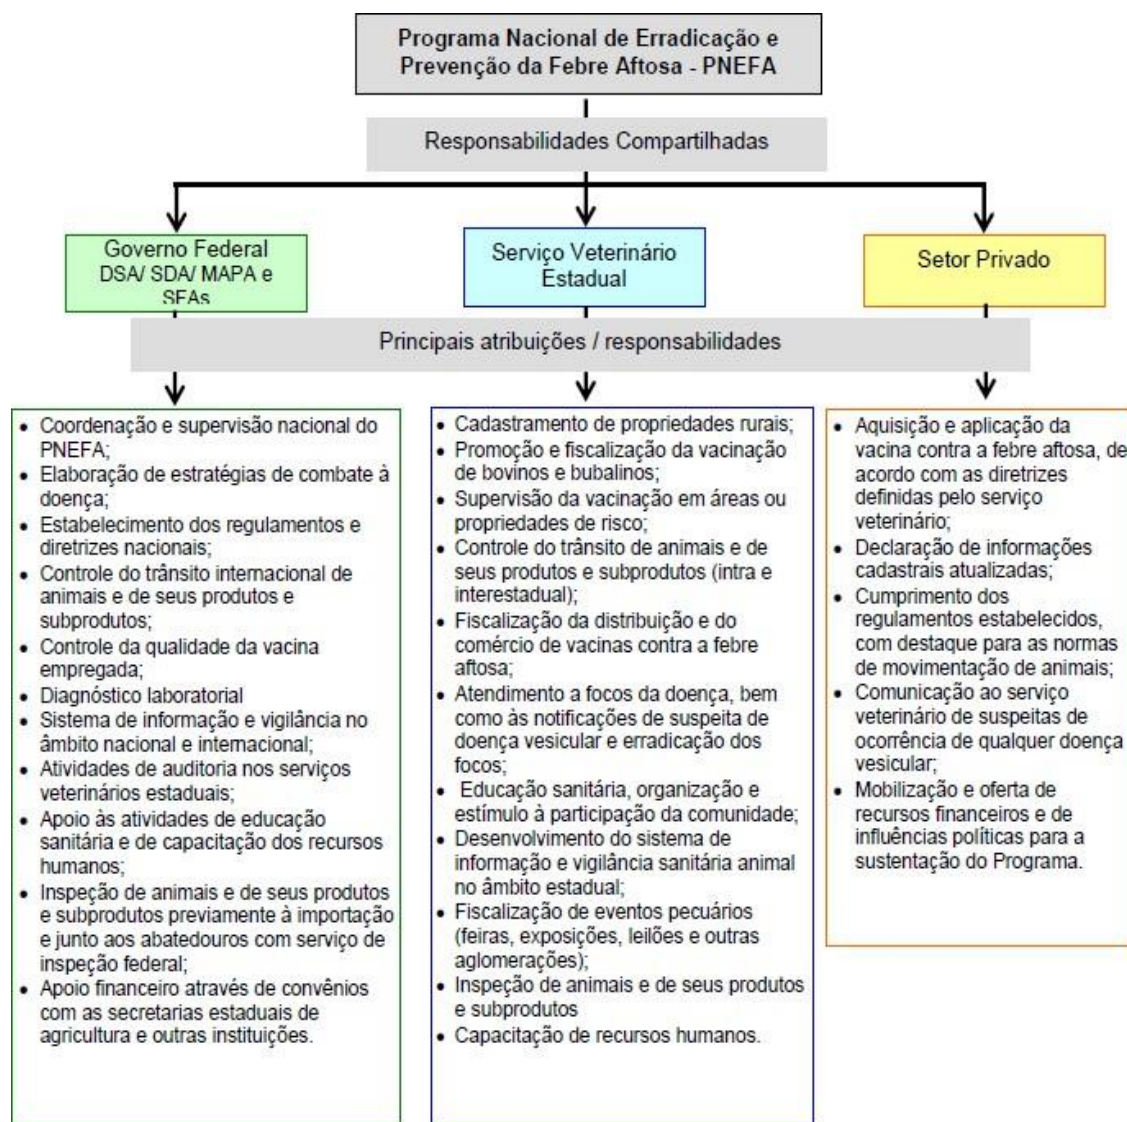 Programa Nacional de Erradicação e
Prevenção da Febre Aftosa - PNEFA
Responsabilidades Compartilhadas
Governo Federal
DSA/ SDA/ MAPA e
SFAs
Serviço Veterinário
Estadual
Setor Privado
Principais atribuições / responsabilidades
• Coordenação e supervisão nacional do
PNEFA;
• Elaboração de estratégias de combate à
doença;
• Estabelecimento dos regulamentos e
diretrizes nacionais;
• Controle do trânsito internacional de
animais e de seus produtos e
subprodutos;
• Controle da qualidade da vacina
empregada;
• Diagnóstico laboratorial
• Sistema de informação e vigilância no
âmbito nacional e internacional;
• Atividades de auditoria nos serviços
veterinários estaduais;
• Apoio às atividades de educação
sanitária e de capacitação dos recursos
humanos;
• Inspeção de animais e de seus produtos
e subprodutos previamente à importação
e junto aos abatedouros com serviço de
inspeção federal;
• Apoio financeiro através de convênios
com as secretarias estaduais de
agricultura e outras instituições.
• Cadastramento de propriedades rurais;
• Promoção e fiscalização da vacinação
de bovinos e bubalinos;
• Supervisão da vacinação em áreas ou
propriedades de risco;
• Controle do trânsito de animais e de
seus produtos e subprodutos (intra e
interestadual);
• Fiscalização da distribuição e do
comércio de vacinas contra a febre
aftosa;
• Atendimento a focos da doença, bem
como às notificações de suspeita de
doença vesicular e erradicação dos
focos;
• Educação sanitária, organização e
estímulo à participação da comunidade;
• Desenvolvimento do sistema de
informação e vigilância sanitária animal
no âmbito estadual;
• Fiscalização de eventos pecuários
(feiras, exposições, leilões e outras
aglomerações);
• Inspeção de animais e de seus produtos
e subprodutos
• Capacitação de recursos humanos.
• Aquisição e aplicação da
vacina contra a febre aftosa, de
acordo com as diretrizes
definidas pelo serviço
veterinário;
• Declaração de informações
cadastrais atualizadas;
• Cumprimento dos
regulamentos estabelecidos,
com destaque para as normas
de movimentação de animais;
• Comunicação ao serviço
veterinário de suspeitas de
ocorrência de qualquer doença
vesicular;
• Mobilização e oferta de
recursos financeiros e de
influências políticas para a
sustentação do Programa.